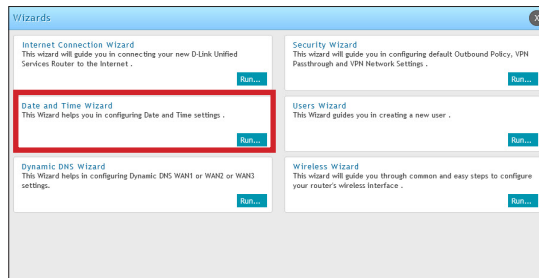 Wizards
X
Internet Connection Wizard
This wizard will guide you in connecting your new D-Link Unified
Services Router to the Internet .
Run...
Security Wizard
This wizard will guide you in configuring default Outbound Policy, VPN
Passthrough and VPN Network Settings .
Run...
Date and Time Wizard
This Wizard helps you in configuring Date and Time settings .
Run...
Users Wizard
This Wizard guides you in creating a new user .
Run...
Dynamic DNS Wizard
This Wizard helps in configuring Dynamic DNS WAN1 or WAN2 or WAN3
settings.
Run...
Wireless Wizard
This wizard will guide you through common and easy steps to configure
your router's wireless interface .
Run...